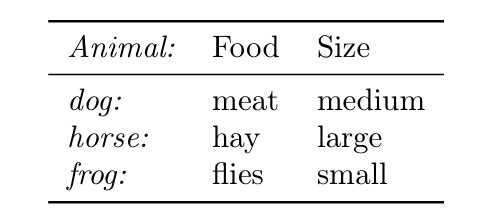 Animal: Food Size
dog: meat medium
horse: hay large
frog: flies small